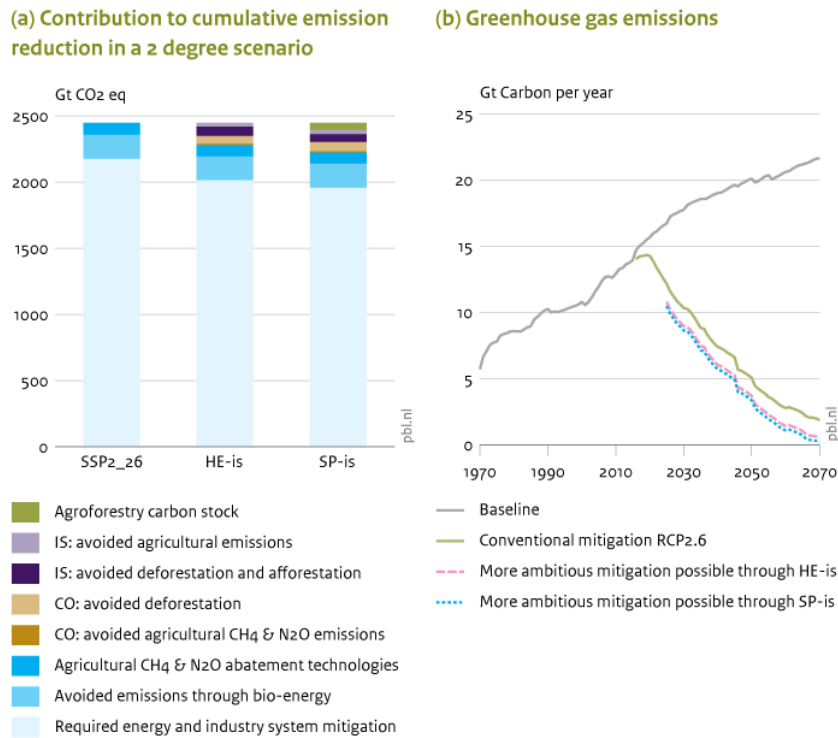 (a) Contribution to cumulative emission
reduction in a 2 degree scenario
Gt CO2 eq
2500
2000
1500
1000
500
0
SSP2_26
HE-is
SP-is
pbl.nl
Agroforestry carbon stock
IS: avoided agricultural emissions
IS: avoided deforestation and afforestation
CO: avoided deforestation
CO: avoided agricultural CH4 & N2O emissions
Agricultural CH4 & N2O abatement technologies
Avoided emissions through bio-energy
Required energy and industry system mitigation
(b) Greenhouse gas emissions
Gt Carbon per year
25
20
15
10
5
0
1970
1990
2010
2030
2050
2070
pbl.nl
Baseline
Conventional mitigation RCP2.6
More ambitious mitigation possible through HE-is
More ambitious mitigation possible through SP-is